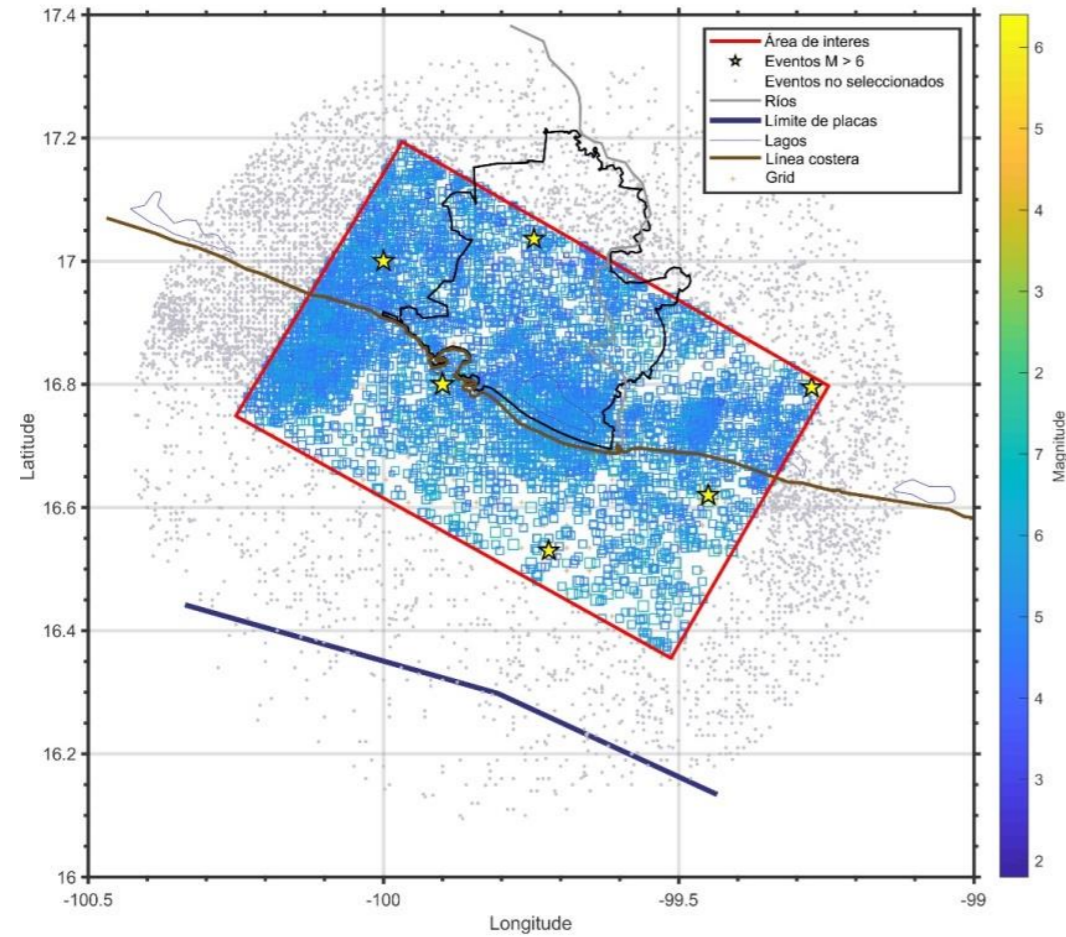 17.4
17.2
17
16.8
16.6
16.4
16.2
16
Latitude
-100.5
-100
-99.5
-99
Longitude
Área de interes
Eventos M > 6
Eventos no seleccionados
Ríos
Límite de placas
Lagos
Línea costera
Grid
6
5
4
3
2
7
6
5
4
3
2
Magnitude